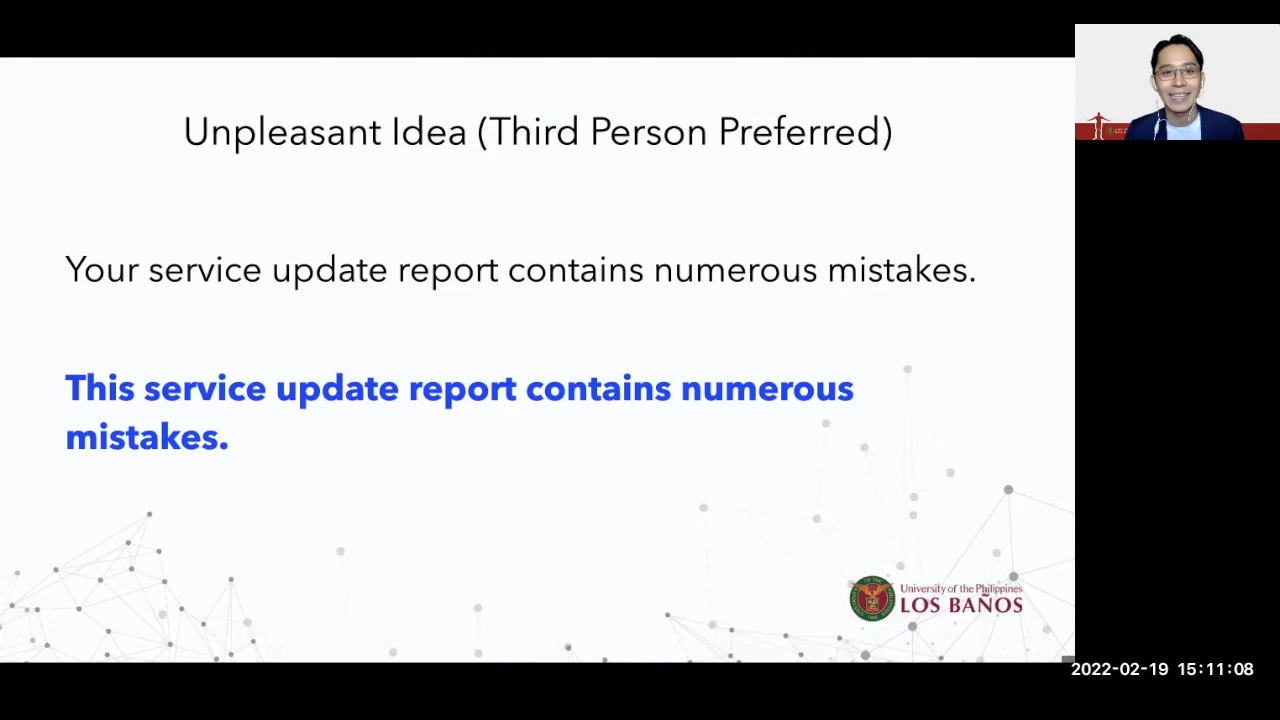 Unpleasant Idea (Third Person Preferred)
Your service update report contains numerous mistakes.
This service update report contains numerous
mistakes.
University of the Philippines
LOS BAÑOS
2022-02-19 15:11:08